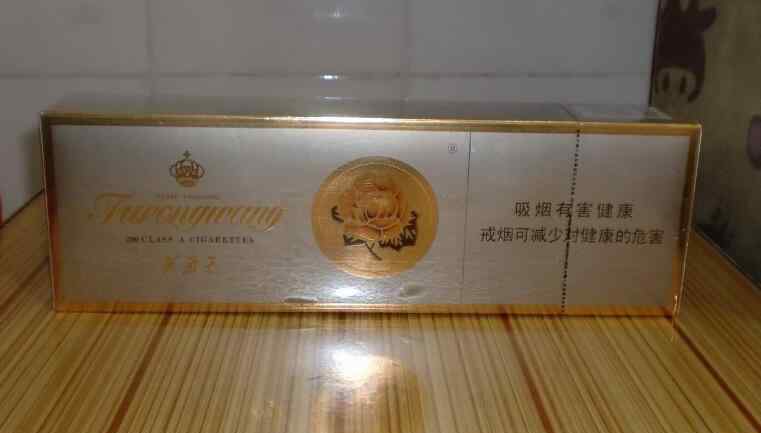 Furongwang
200 CLASS A CIGARETTES
芙蓉王
®
吸烟有害健康
戒烟可减少对健康的危害